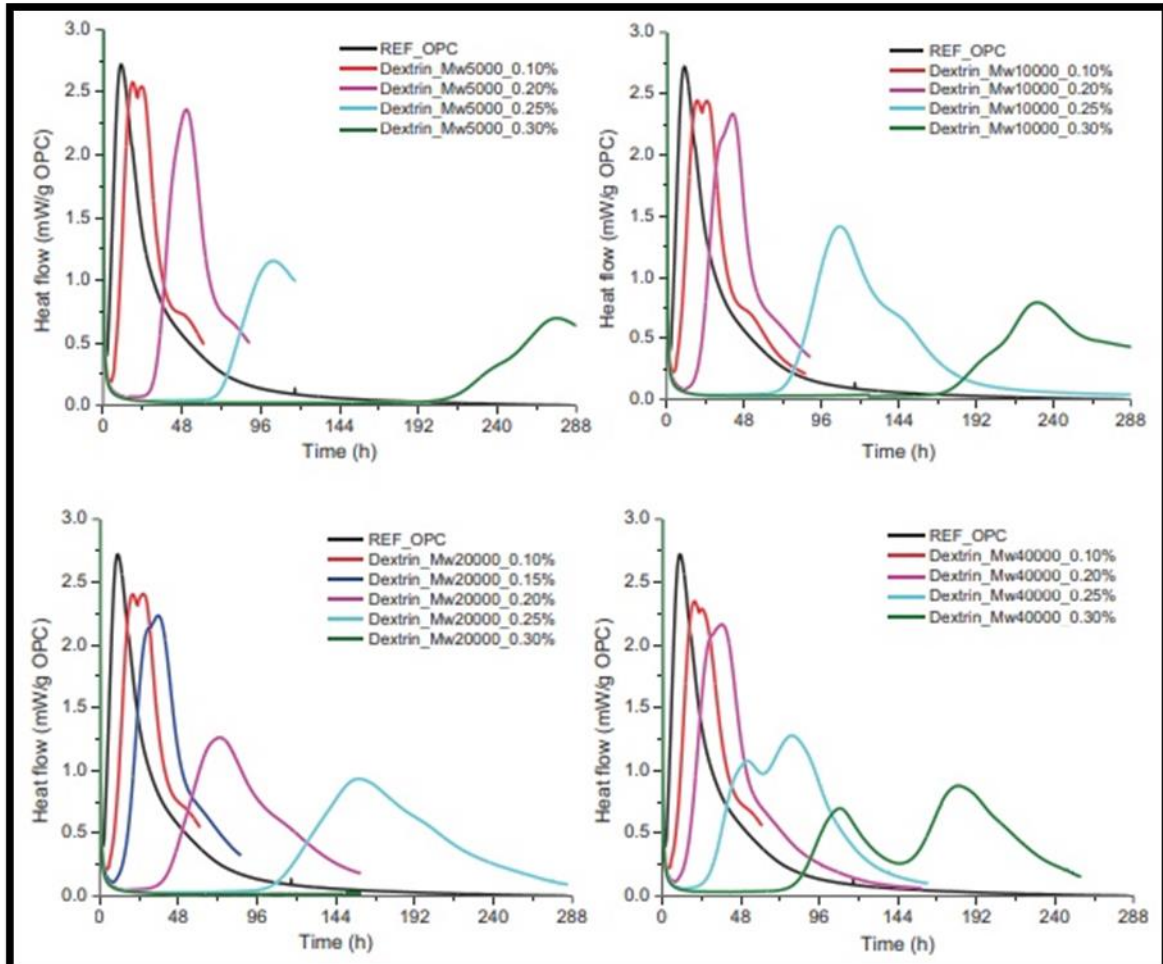 3.0
2.5
2.0
1.5
1.0
0.5
0.0
Heat flow (mW/g OPC)
REF_OPC
Dextrin_Mw5000_0.10%
Dextrin_Mw5000_0.20%
Dextrin_Mw5000_0.25%
Dextrin_Mw5000_0.30%
0 48 96 144 192 240 288
Time (h)
3.0
2.5
2.0
1.5
1.0
0.5
0.0
Heat flow (mW/g OPC)
REF_OPC
Dextrin_Mw10000_0.10%
Dextrin_Mw10000_0.20%
Dextrin_Mw10000_0.25%
Dextrin_Mw10000_0.30%
0 48 96 144 192 240 288
Time (h)
3.0
2.5
2.0
1.5
1.0
0.5
0.0
Heat flow (mW/g OPC)
REF_OPC
Dextrin_Mw20000_0.10%
Dextrin_Mw20000_0.15%
Dextrin_Mw20000_0.20%
Dextrin_Mw20000_0.25%
Dextrin_Mw20000_0.30%
0 48 96 144 192 240 288
Time (h)
3.0
2.5
2.0
1.5
1.0
0.5
0.0
Heat flow (mW/g OPC)
REF_OPC
Dextrin_Mw40000_0.10%
Dextrin_Mw40000_0.20%
Dextrin_Mw40000_0.25%
Dextrin_Mw40000_0.30%
0 48 96 144 192 240 288
Time (h)